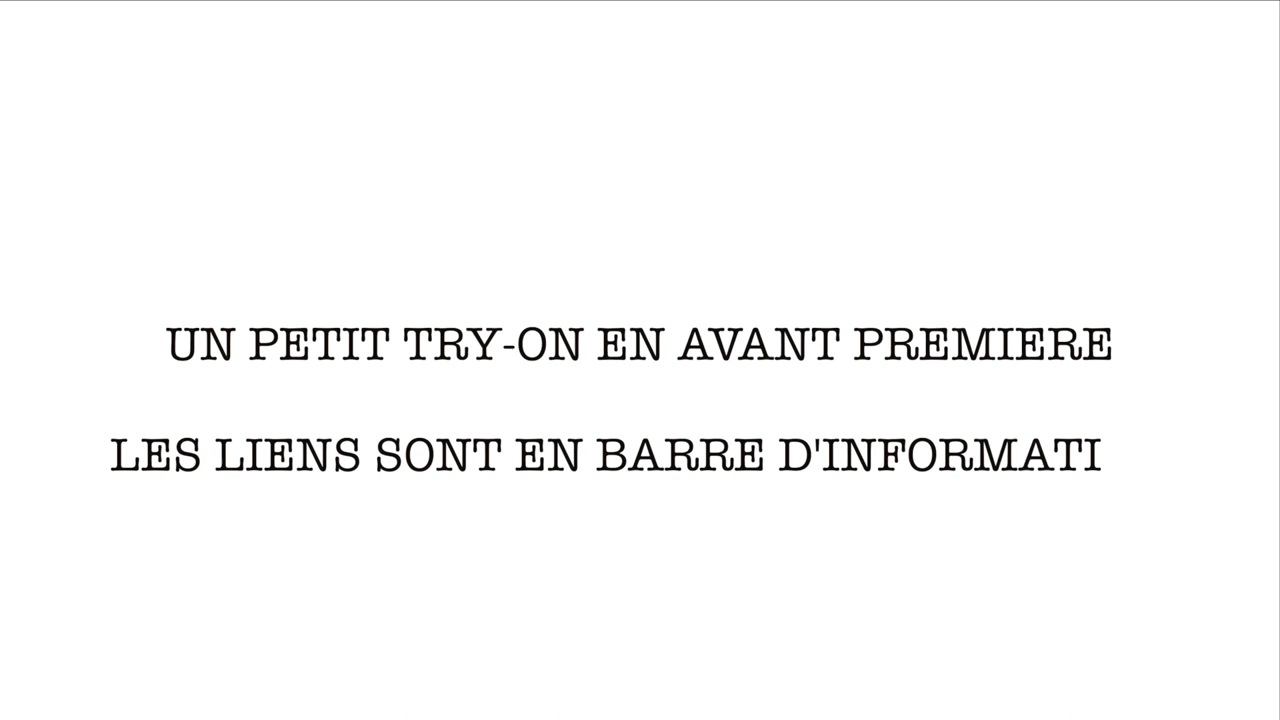 UN PETIT TRY-ON EN AVANT PREMIERE
LES LIENS SONT EN BARRE D'INFORMATI